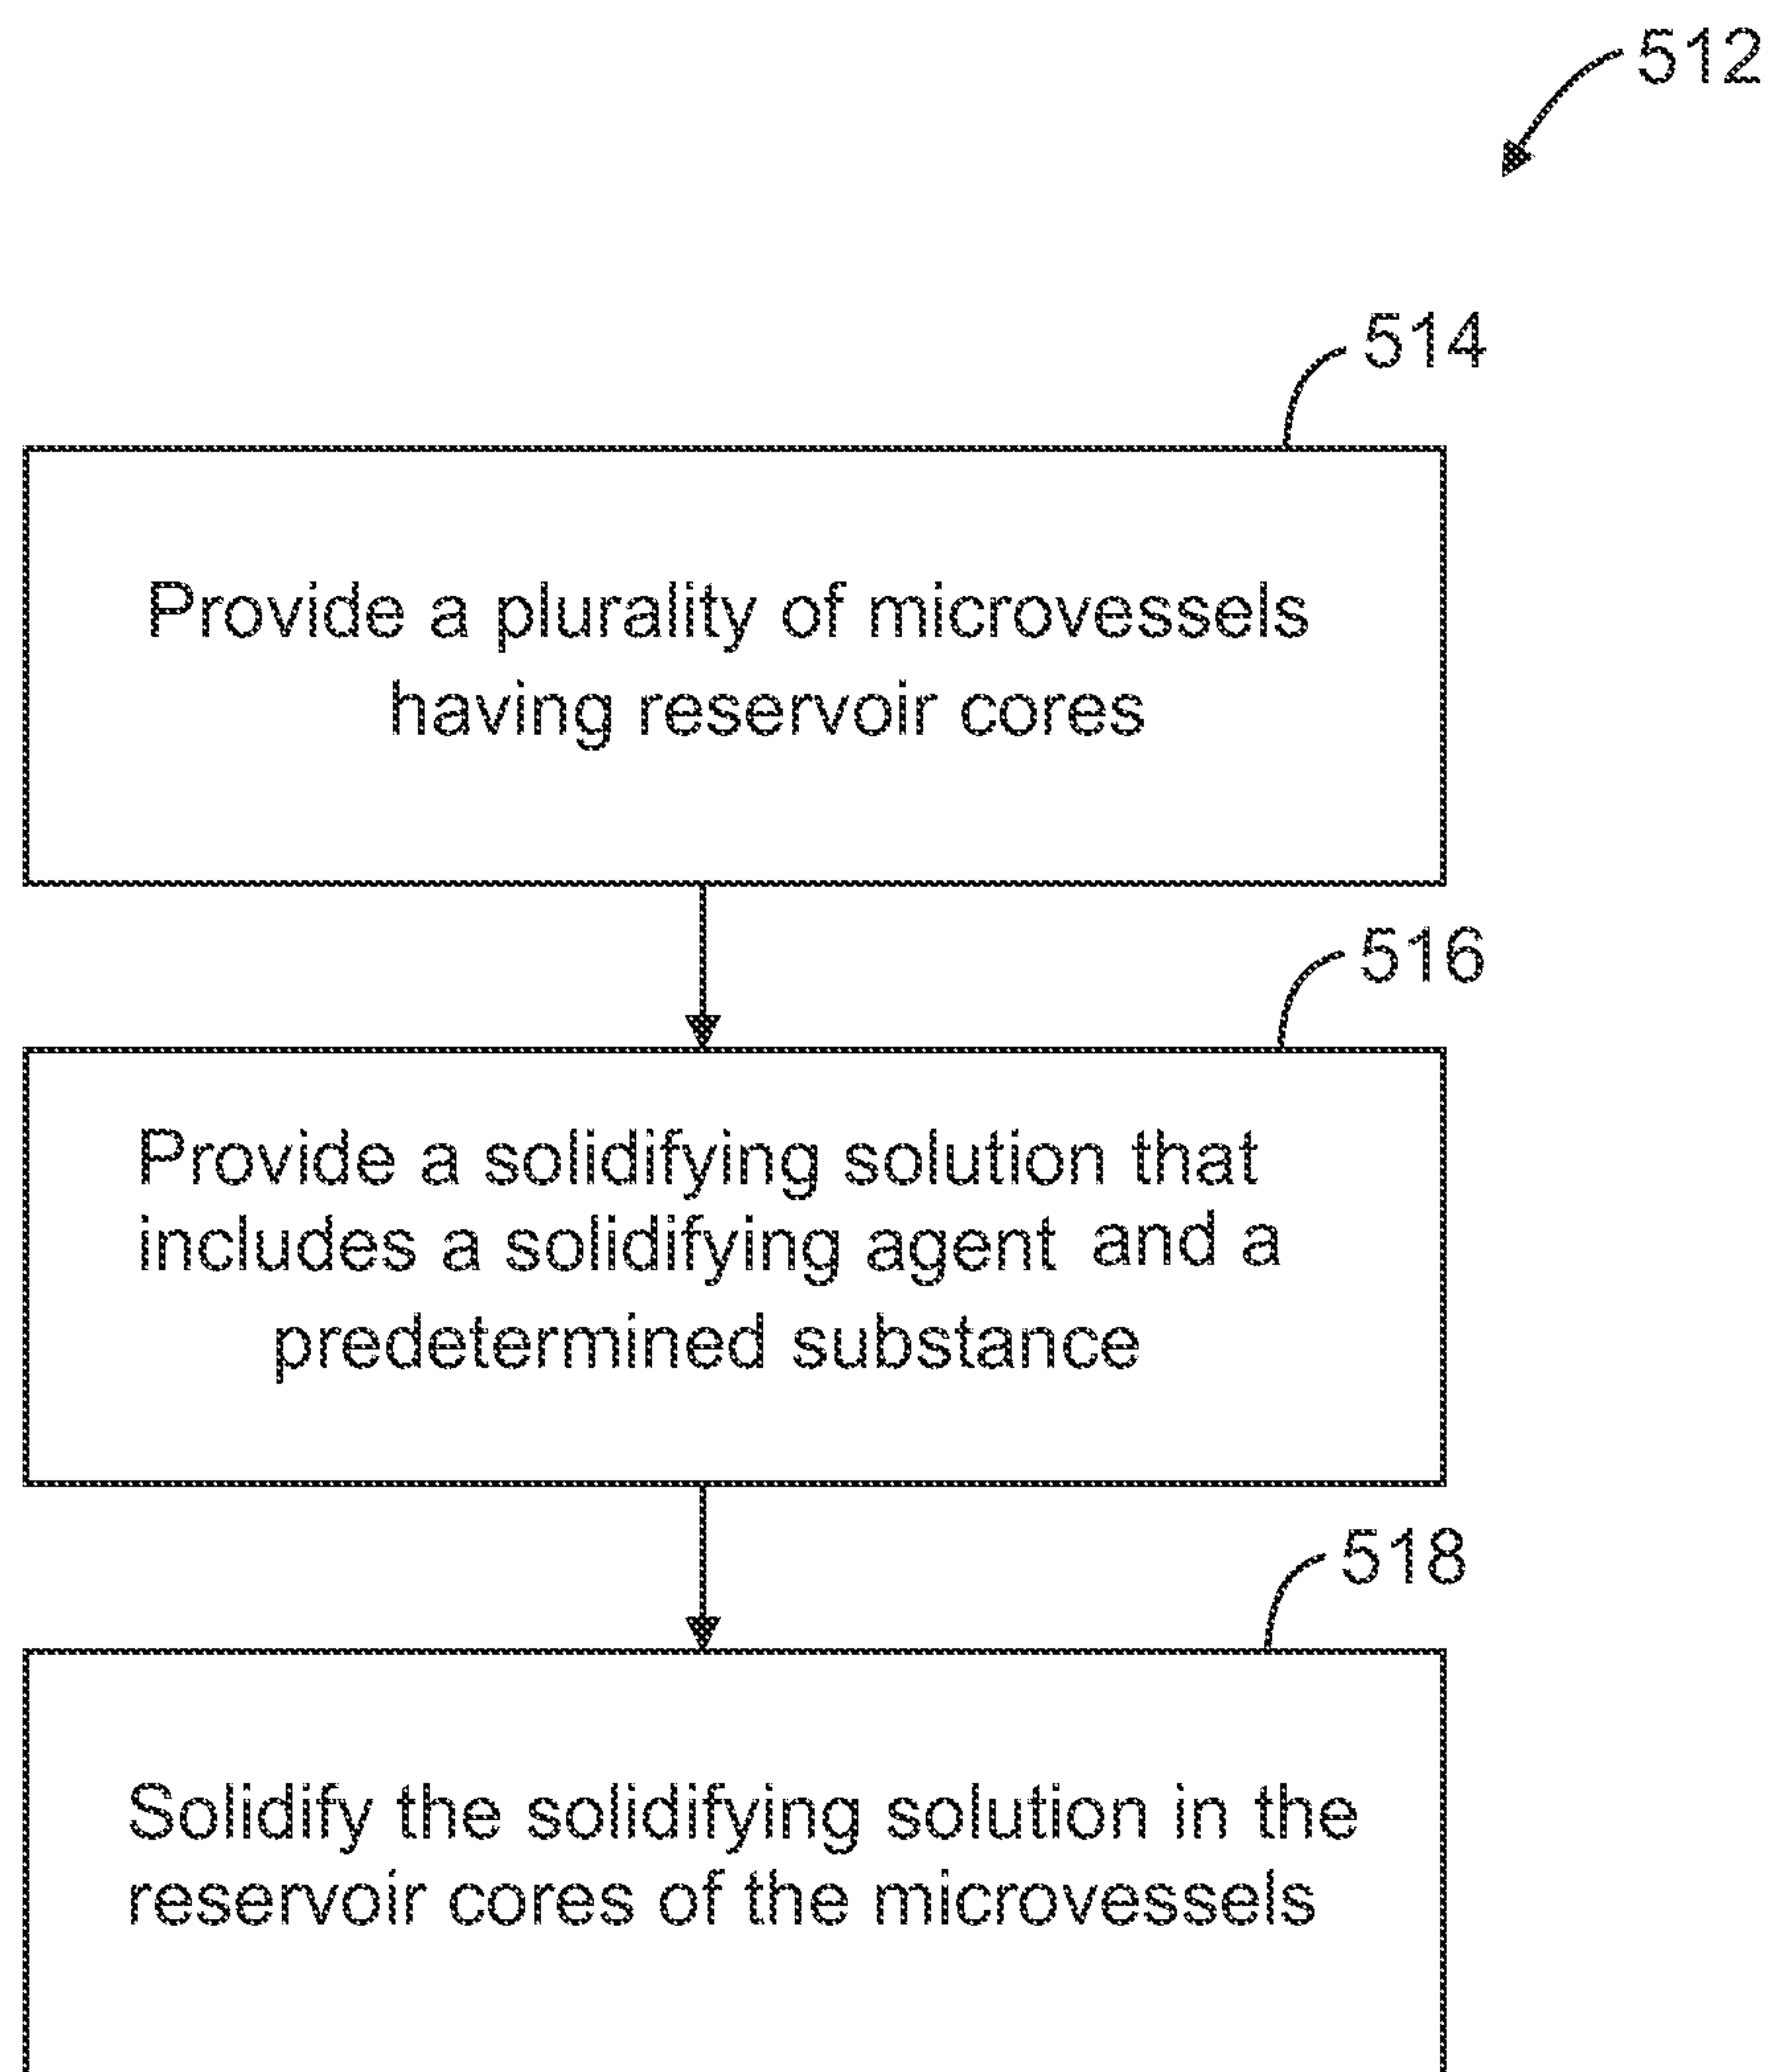 512
514
Provide a plurality of microvessels
having reservoir cores
516
Provide a solidifying solution that
includes a solidifying agent and a
predetermined substance
518
Solidify the solidifying solution in the
reservoir cores of the microvessels